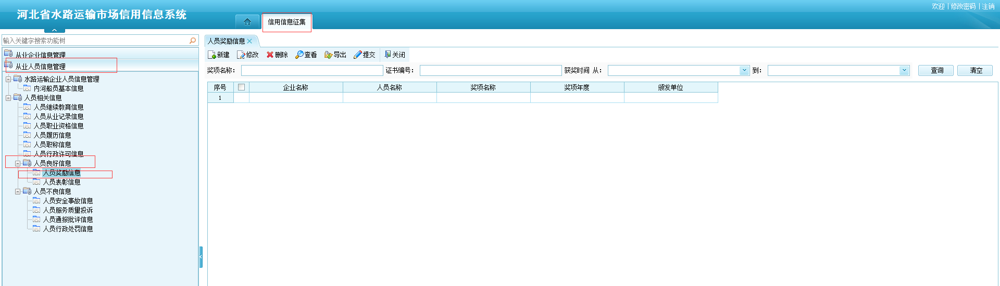 欢迎 | 修改密码 | 注销
河北省水路运输市场信用信息系统
信用信息征集
输入关键字搜索功能树
从业企业信息管理
从业人员信息管理
水路运输企业人员信息管理
内河船员基本信息
人员相关信息
人员继续教育信息
人员从业记录信息
人员职业资格信息
人员履历信息
人员职称信息
人员行政许可信息
人员良好信息
人员奖励信息
人员表彰信息
人员不良信息
人员安全事故信息
人员服务质量投诉
人员通报批评信息
人员行政处罚信息
人员奖励信息
新建 修改 删除 查看 导出 提交 关闭
奖项名称: 证书编号: 获奖时间 从: 到: 查询 清空
序号 企业名称 人员名称 奖项名称 奖项年度 颁发单位
1